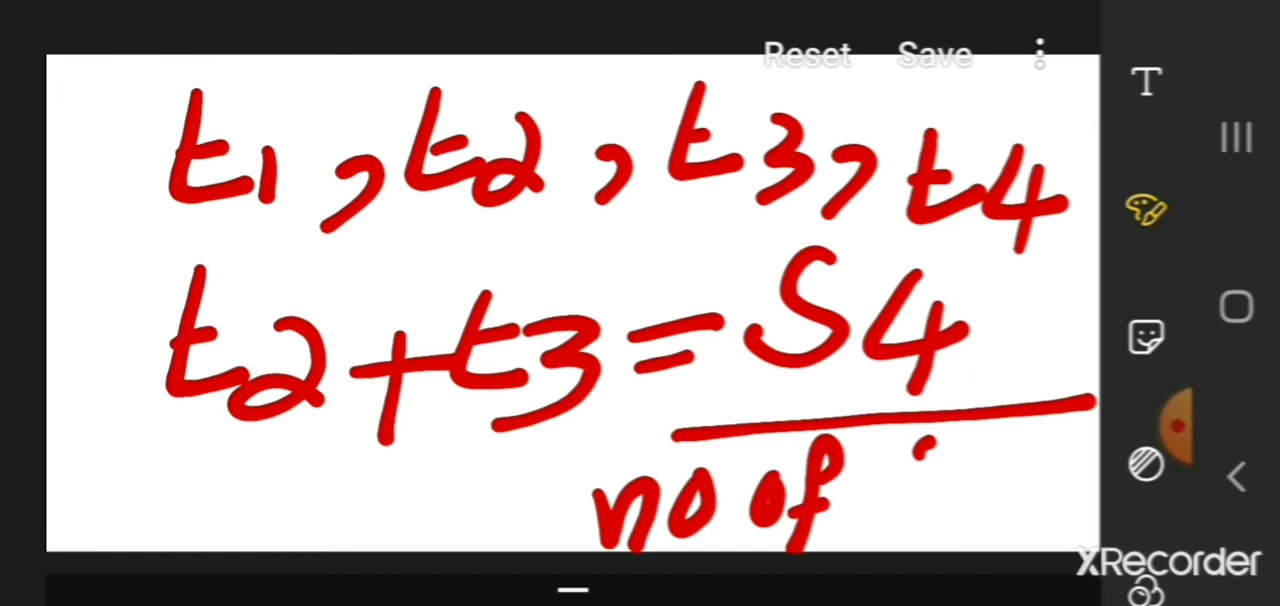 Reset Save
T
t1, t2, t3, t4
t2+t3=S4
no of
XRecorder